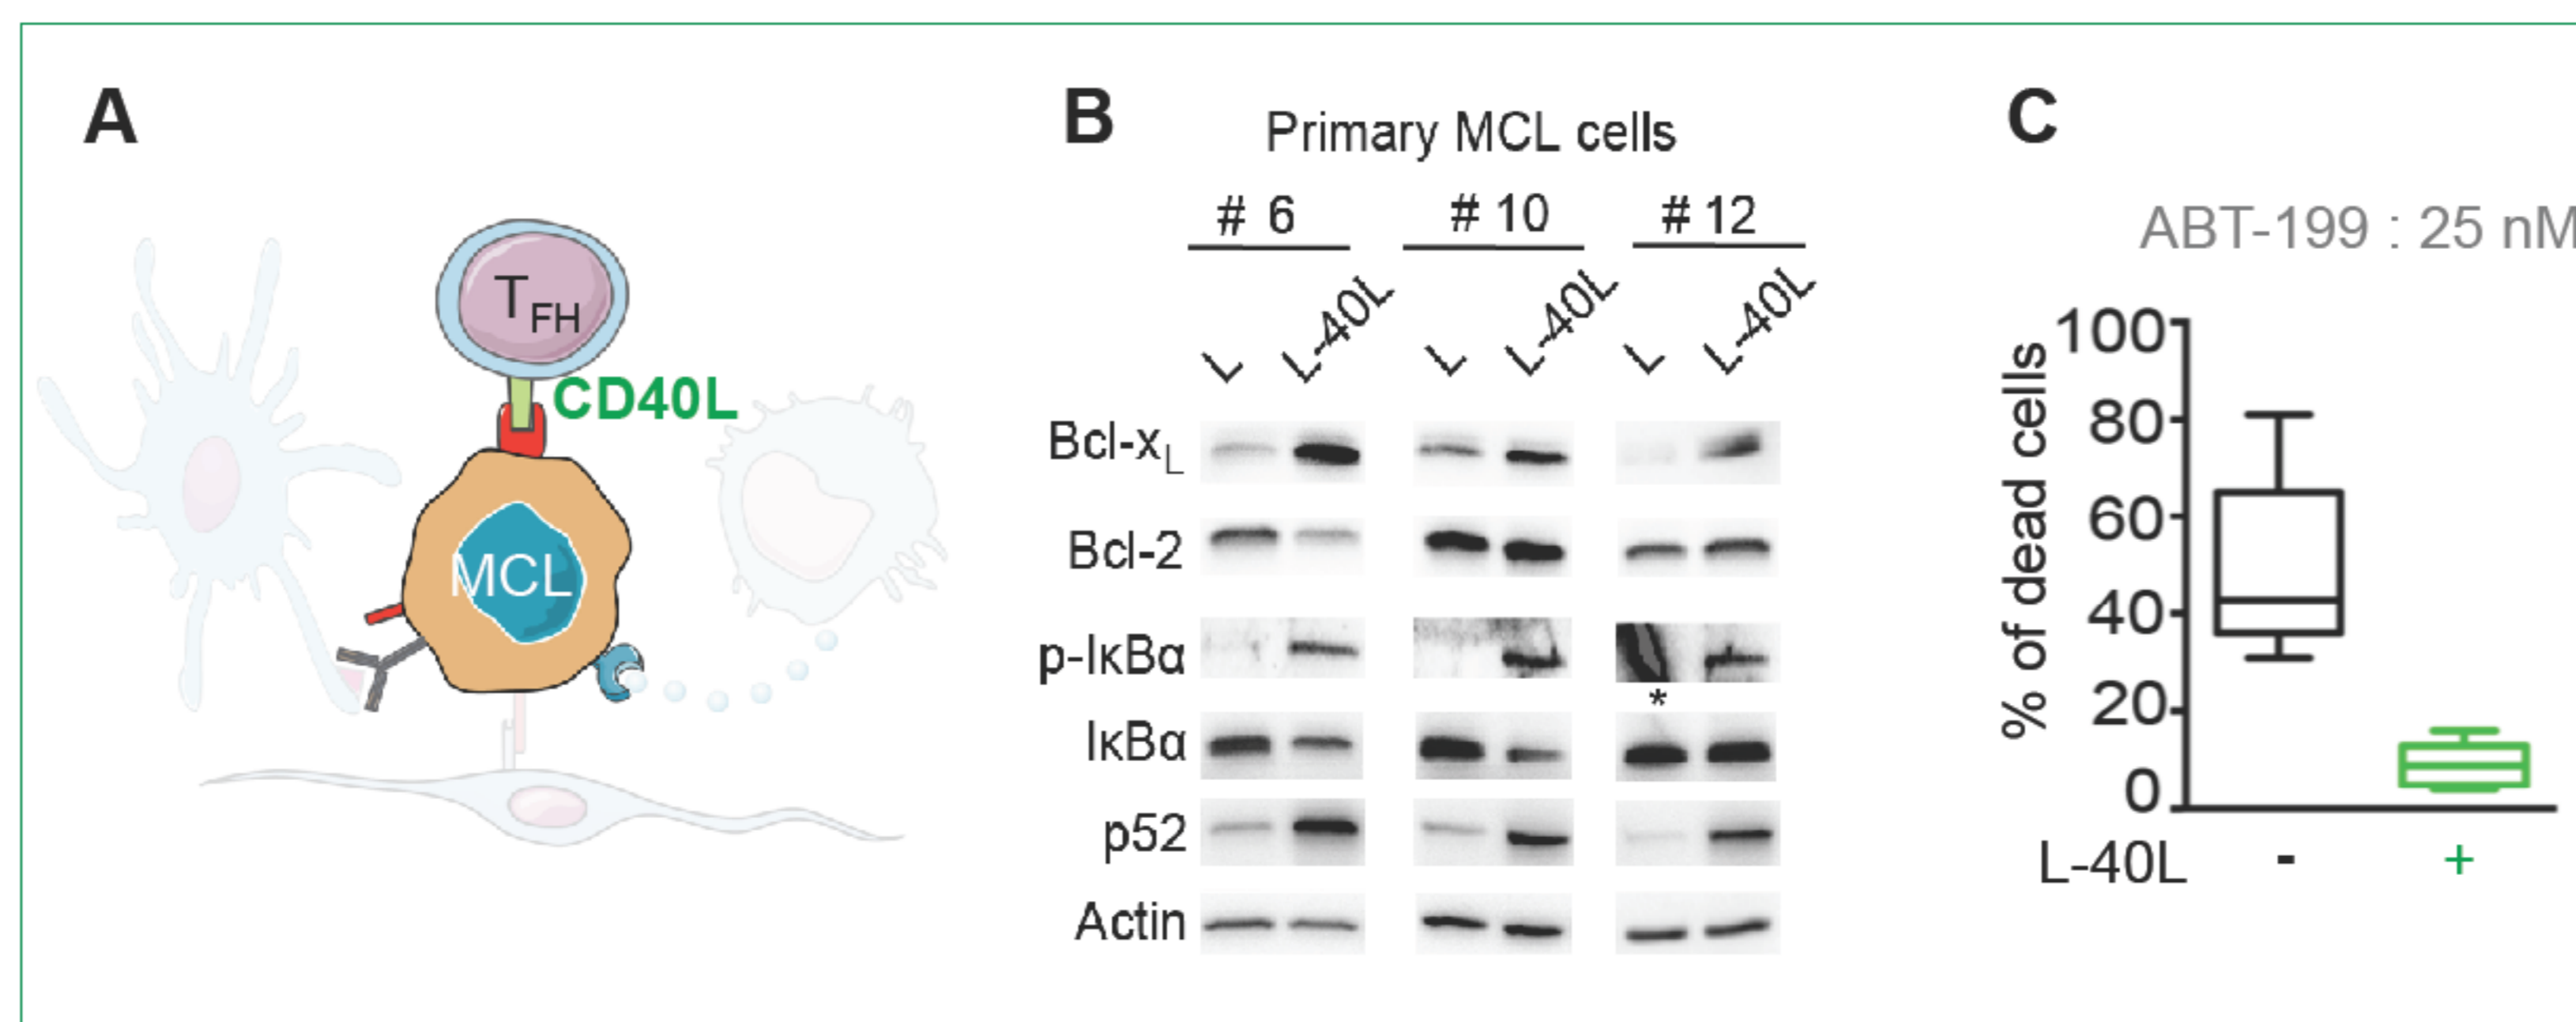 A
T FH
CD40L
MCL
B
Primary MCL cells
# 6
# 10
# 12
L
L-40L
L
L-40L
L
L-40L
Bcl-xL
Bcl-2
p-IκBα
*
IκBα
p52
Actin
C
ABT-199 : 25 nM
% of dead cells
100
80
60
40
20
0
L-40L
-
+